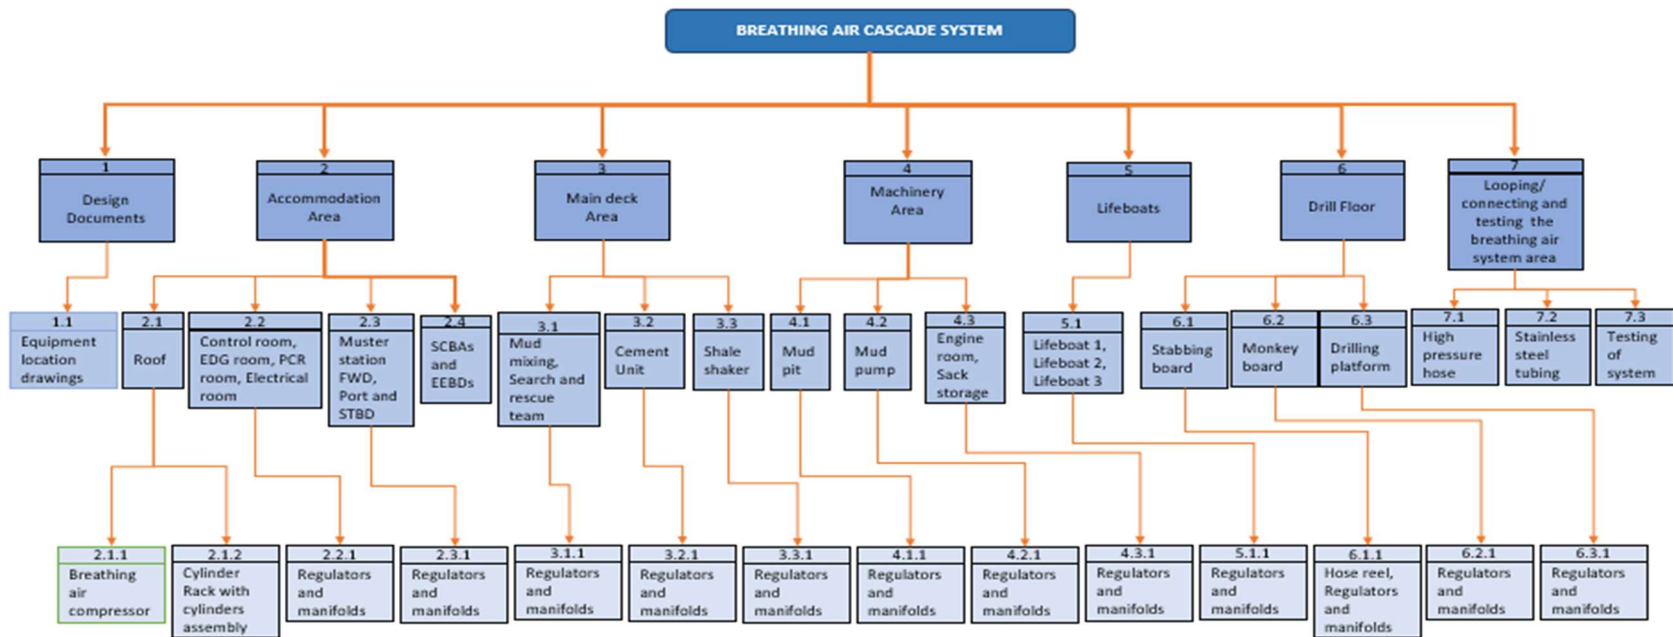 BREATHING AIR CASCADE SYSTEM
1
Design
Documents
2
Accommodation
Area
3
Main deck
Area
4
Machinery
Area
5
Lifeboats
6
Drill Floor
7
Looping/
connecting and
testing the
breathing air
system area
1.1
Equipment
location
drawings
2.1
Roof
2.2
Control room,
EDG room, PCR
room, Electrical
room
2.3
Muster
station
FWD,
Port and
STBD
2.4
SCBAs
and
EEBDs
3.1
Mud
mixing,
Search and
rescue
team
3.2
Cement
Unit
3.3
Shale
shaker
4.1
Mud
pit
4.2
Mud
pump
4.3
Engine
room,
Sack
storage
5.1
Lifeboat 1,
Lifeboat 2,
Lifeboat 3
6.1
Stabbing
board
6.2
Monkey
board
6.3
Drilling
platform
7.1
High
pressure
hose
7.2
Stainless
steel
tubing
7.3
Testing
of
system
2.1.1
Breathing
air
compressor
2.1.2
Cylinder
Rack with
cylinders
assembly
2.2.1
Regulators
and
manifolds
2.3.1
Regulators
and
manifolds
3.1.1
Regulators
and
manifolds
3.2.1
Regulators
and
manifolds
3.3.1
Regulators
and
manifolds
4.1.1
Regulators
and
manifolds
4.2.1
Regulators
and
manifolds
4.3.1
Regulators
and
manifolds
5.1.1
Regulators
and
manifolds
6.1.1
Hose reel,
Regulators
and
manifolds
6.2.1
Regulators
and
manifolds
6.3.1
Regulators
and
manifolds